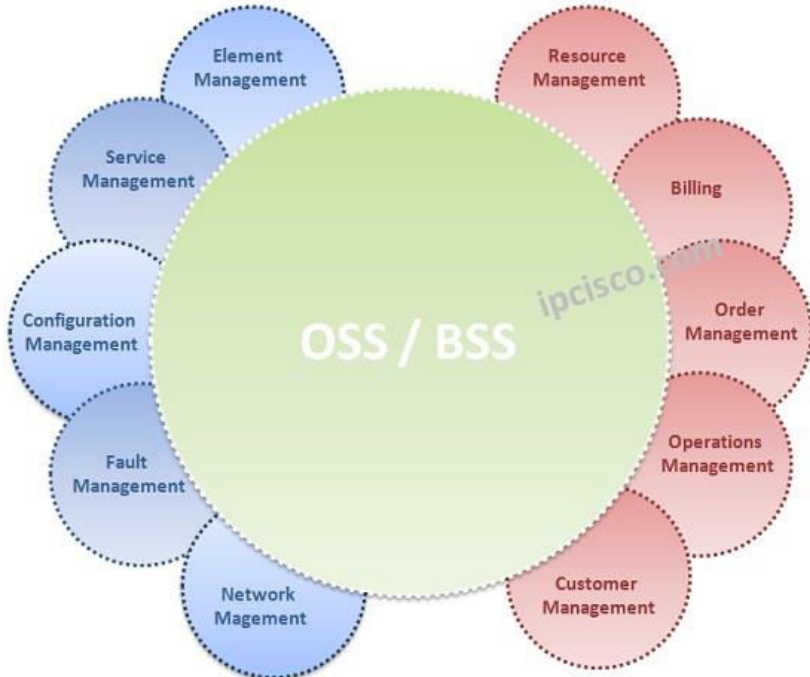 Element
Management
Service
Management
Configuration
Management
Fault
Management
Network
Magement
OSS / BSS
ipcisco.com
Resource
Management
Billing
Order
Management
Operations
Management
Customer
Management